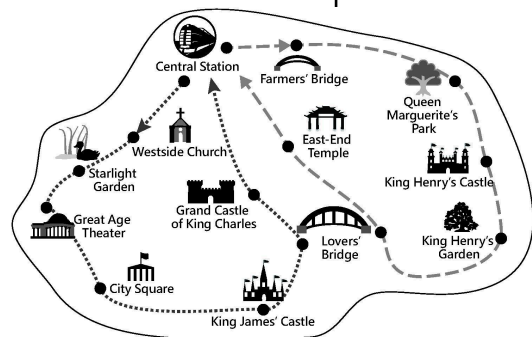 Central Station
Farmers' Bridge
Queen
Marguerite's
Park
Westside Church
East-End
Temple
Starlight
Garden
King Henry's Castle
Great Age
Theater
Grand Castle
of King Charles
Lovers'
Bridge
King Henry's
Garden
City Square
King James' Castle